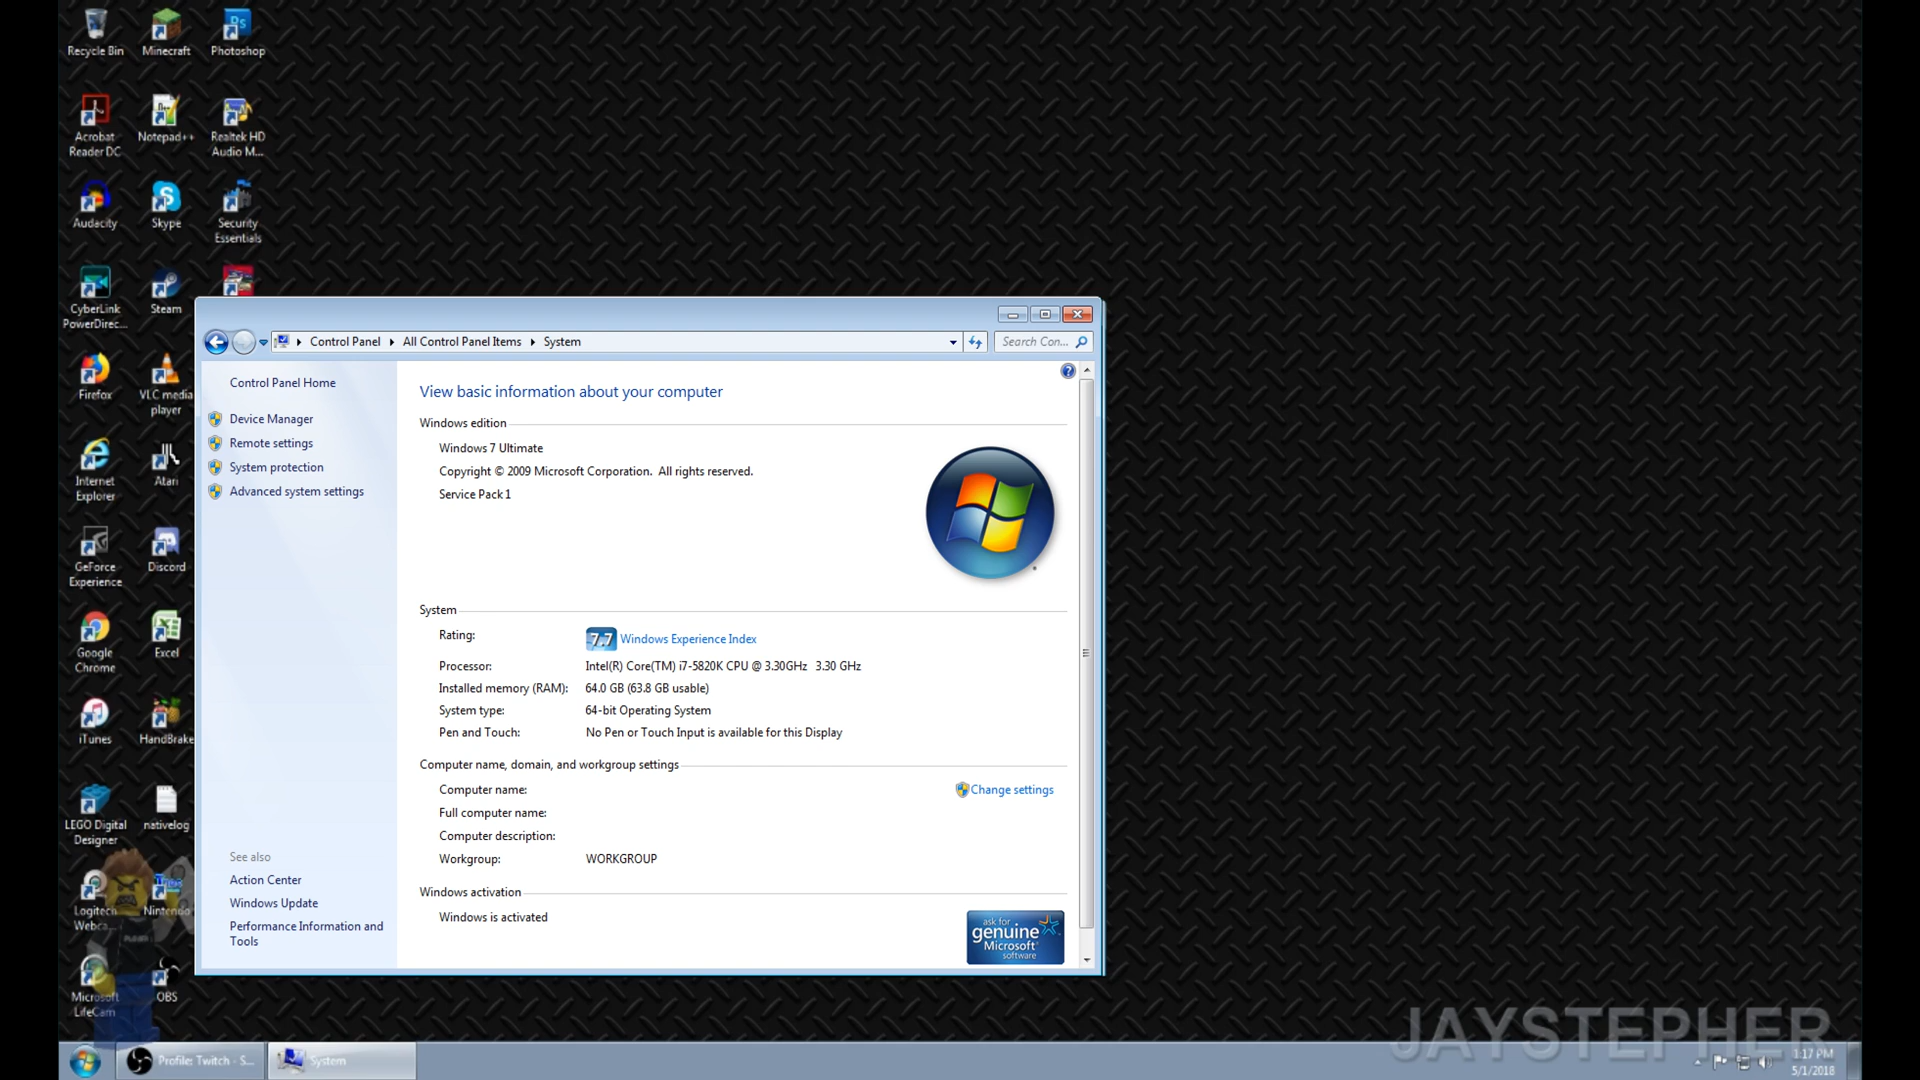 Recycle Bin
Minecraft
Photoshop
Acrobat
Reader DC
Notepad++
Realtek HD
Audio M...
Audacity
Skype
Security
Essentials
CyberLink
PowerDirec...
Steam
Firefox
VLC media
player
Internet
Explorer
Atari
GeForce
Experience
Discord
Google
Chrome
Excel
iTunes
HandBrake
LEGO Digital
Designer
nativelog
Logitech
Webca...
Nintendo
Microsoft
LifeCam
OBS
Control Panel
All Control Panel Items
System
Search Con...
Control Panel Home
Device Manager
Remote settings
System protection
Advanced system settings
See also
Action Center
Windows Update
Performance Information and
Tools
View basic information about your computer
Windows edition
Windows 7 Ultimate
Copyright © 2009 Microsoft Corporation. All rights reserved.
Service Pack 1
System
Rating:
7.7 Windows Experience Index
Processor:
Intel(R) Core(TM) i7-5820K CPU @ 3.30GHz 3.30 GHz
Installed memory (RAM):
64.0 GB (63.8 GB usable)
System type:
64-bit Operating System
Pen and Touch:
No Pen or Touch Input is available for this Display
Computer name, domain, and workgroup settings
Computer name:
Change settings
Full computer name:
Computer description:
Workgroup:
WORKGROUP
Windows activation
Windows is activated
ask for
genuine
Microsoft
software
JAYSTEPHER
Profile: Twitch - S...
System
1:17 PM
5/1/2018